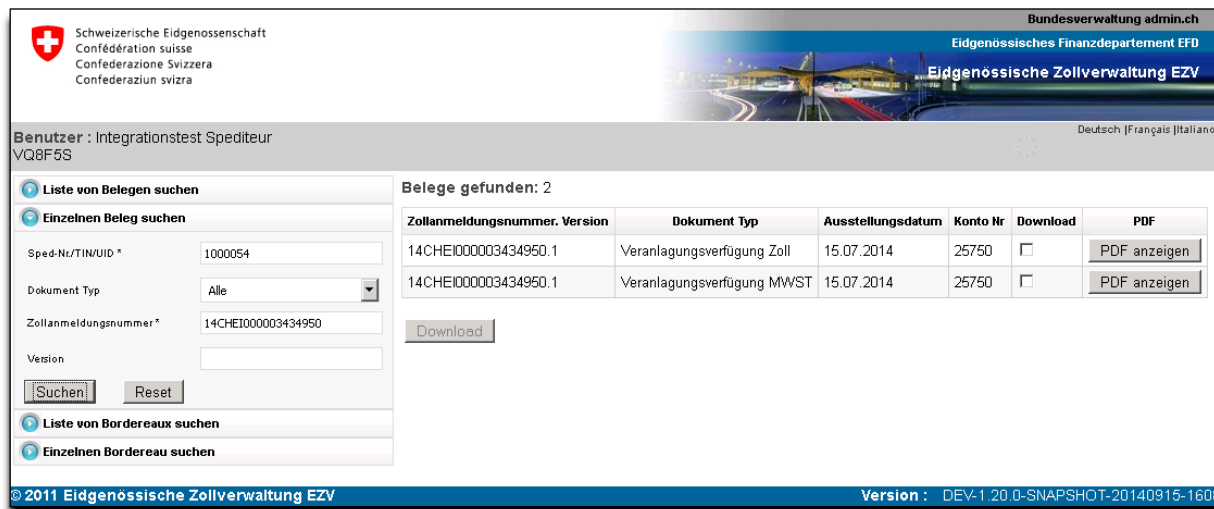 Schweizerische Eidgenossenschaft
Confédération suisse
Confederazione Svizzera
Confederaziun svizra
Bundesverwaltung admin.ch
Eidgenössisches Finanzdepartement EFD
Eidgenössische Zollverwaltung EZV
Benutzer : Integrationstest Spediteur
VQ8F5S
Deutsch |Français |Italiano
Liste von Belegen suchen
Einzelnen Beleg suchen
Sped-Nr./TIN/UID * 1000054
Dokument Typ Alle
Zollanmeldungsnummer* 14CHEI000003434950
Version
Suchen Reset
Liste von Bordereaux suchen
Einzelnen Bordereau suchen
Belege gefunden: 2
Zollanmeldungsnummer. Version Dokument Typ Ausstellungsdatum Konto Nr Download PDF
14CHEI000003434950.1 Veranlagungsverfügung Zoll 15.07.2014 25750 PDF anzeigen
14CHEI000003434950.1 Veranlagungsverfügung MWST 15.07.2014 25750 PDF anzeigen
Download
© 2011 Eidgenössische Zollverwaltung EZV Version : DEV-1.20.0-SNAPSHOT-20140915-160